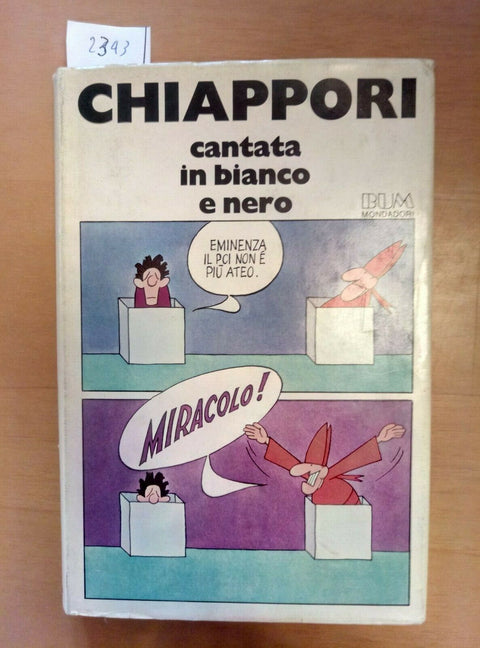 2343
CHIAPPORI
cantata
in bianco
e nero
BUM
MONDADORI
EMINENZA
IL PCI NON È
PIÙ ATEO.
MIRACOLO!